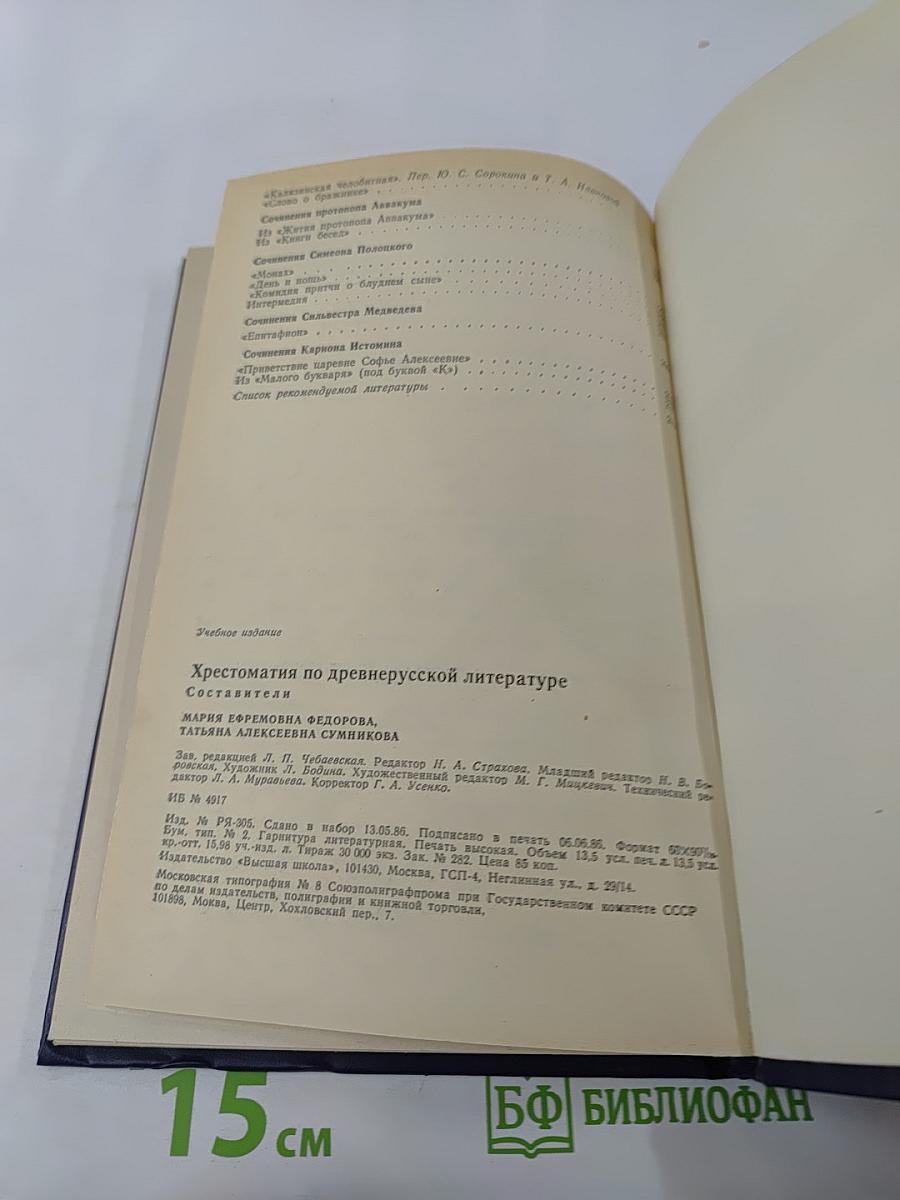 «Калязинская челобитная». Пер. Ю. С. Сорокина и Т. А. Ивановой
«Слово о бражнике»
Сочинения протопопа Аввакума
Из «Жития протопопа Аввакума»
Из «Книги бесед»
Сочинения Симеона Полоцкого
«Монах»
«День и нощь»
«Комидия притчи о блуднем сыне»
Интермедия
Сочинения Сильвестра Медведева
«Епитафион»
Сочинения Кариона Истомина
«Приветствие царевне Софье Алексеевне»
Из «Малого букваря» (под буквой «К»)
Список рекомендуемой литературы
Учебное издание
Хрестоматия по древнерусской литературе
Составители
МАРИЯ ЕФРЕМОВНА ФЕДОРОВА,
ТАТЬЯНА АЛЕКСЕЕВНА СУМНИКОВА
Зав. редакцией Л. П. Чебаевская. Редактор Н. А. Страхова. Младший редактор Н. В. Бо-
ровская. Художник Л. Бодина. Художественный редактор М. Г. Мицкевич. Технический ре-
дактор Л. А. Муравьева. Корректор Г. А. Усенко.
ИБ № 4917
Изд. № РЯ-305. Сдано в набор 13.05.86. Подписано в печать 06.06.86. Формат
Бум. тип. № 2. Гарнитура литературная. Печать высокая. Объем 13,5 усл. печ. л. 13,5 усл.
кр.-отт. 15,98 уч.-изд. л. Тираж 30 000 экз. Зак. № 282. Цена 85 коп.
Издательство «Высшая школа», 101430, Москва, ГСП-4, Неглинная ул., д. 29/14.
Московская типография № 8 Союзполиграфпрома при Государственном комитете СССР
по делам издательств, полиграфии и книжной торговли,
101898, Моква, Центр, Хохловский пер., 7.
15 см
БФ БИБЛИОФАН